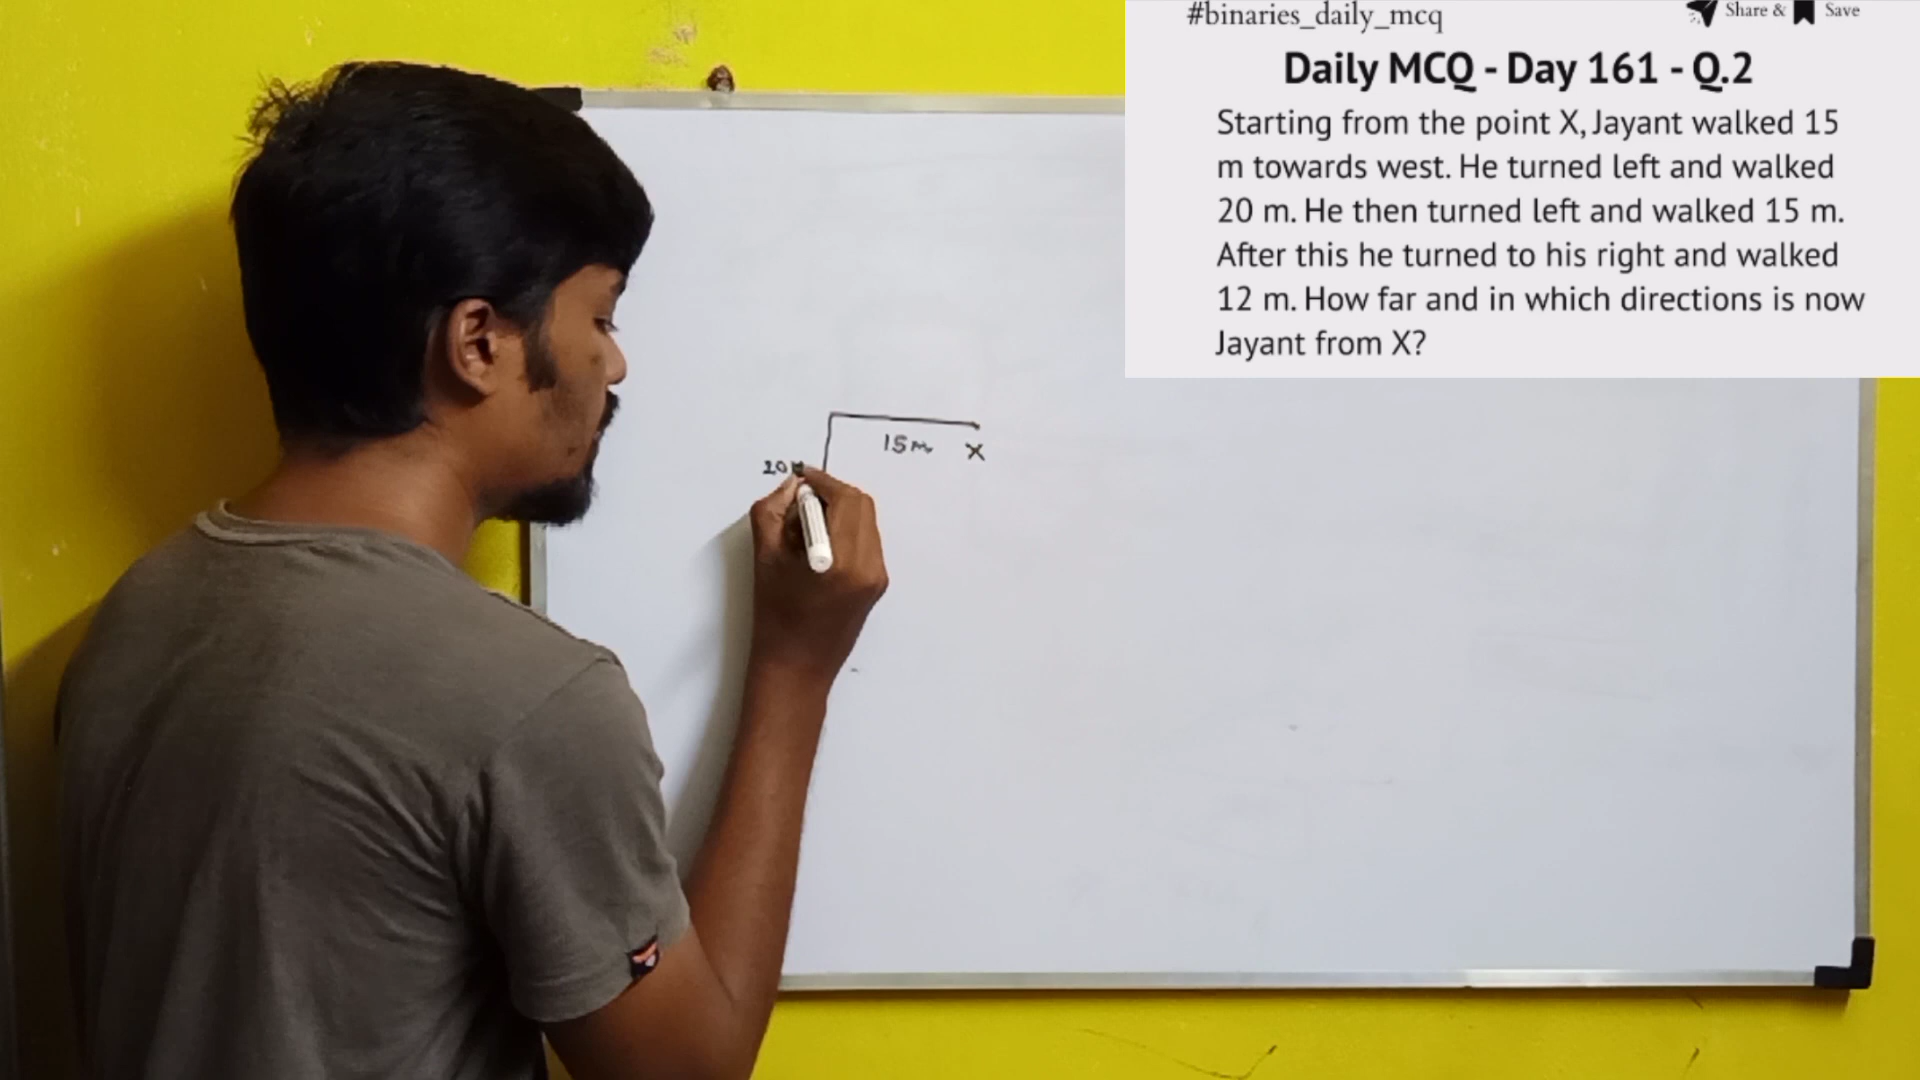 #binaries_daily_mcq
Share & Save
Daily MCQ - Day 161 - Q.2
Starting from the point X, Jayant walked 15
m towards west. He turned left and walked
20 m. He then turned left and walked 15 m.
After this he turned to his right and walked
12 m. How far and in which directions is now
Jayant from X?
15m X
20